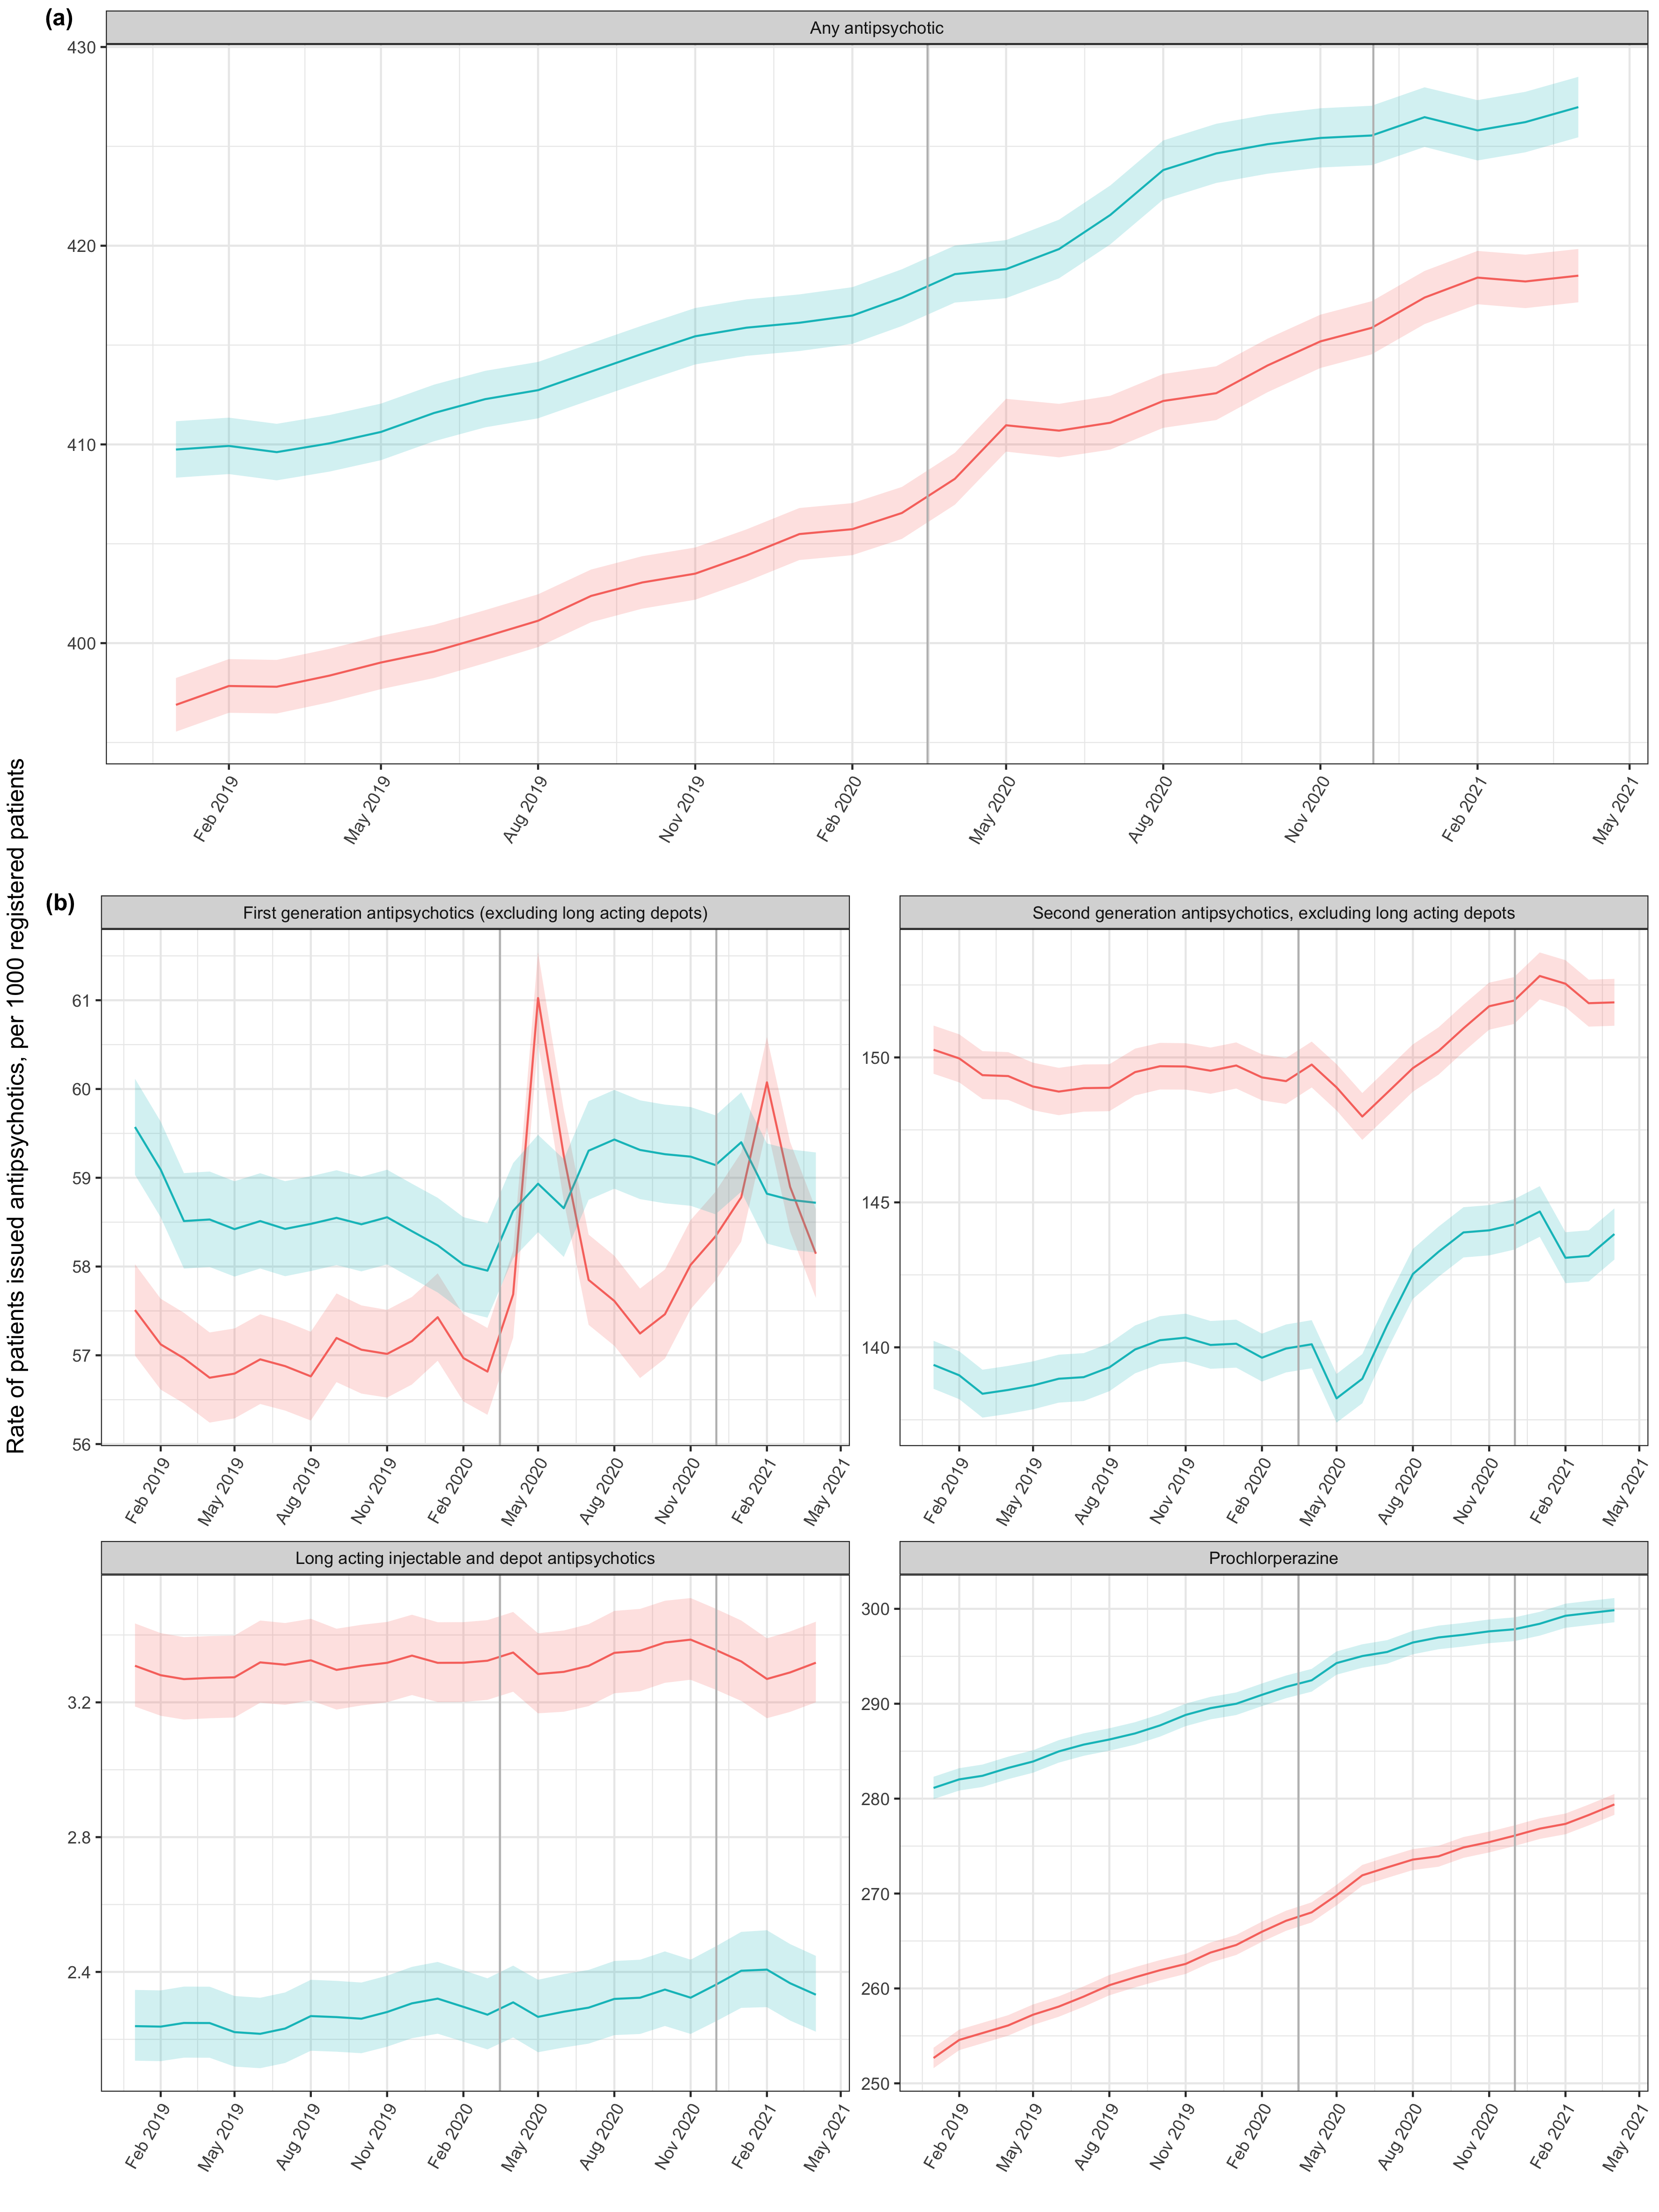 (a)
Any antipsychotic
430
420
410
400
Feb 2019
May 2019
Aug 2019
Nov 2019
Feb 2020
May 2020
Aug 2020
Nov 2020
Feb 2021
May 2021
Rate of patients issued antipsychotics, per 1000 registered patients
(b)
First generation antipsychotics (excluding long acting depots)
61
60
59
58
57
56
Feb 2019
May 2019
Aug 2019
Nov 2019
Feb 2020
May 2020
Aug 2020
Nov 2020
Feb 2021
May 2021
Second generation antipsychotics, excluding long acting depots
150
145
140
Feb 2019
May 2019
Aug 2019
Nov 2019
Feb 2020
May 2020
Aug 2020
Nov 2020
Feb 2021
May 2021
Long acting injectable and depot antipsychotics
3.2
2.8
2.4
Feb 2019
May 2019
Aug 2019
Nov 2019
Feb 2020
May 2020
Aug 2020
Nov 2020
Feb 2021
May 2021
Prochlorperazine
300
290
280
270
260
250
Feb 2019
May 2019
Aug 2019
Nov 2019
Feb 2020
May 2020
Aug 2020
Nov 2020
Feb 2021
May 2021